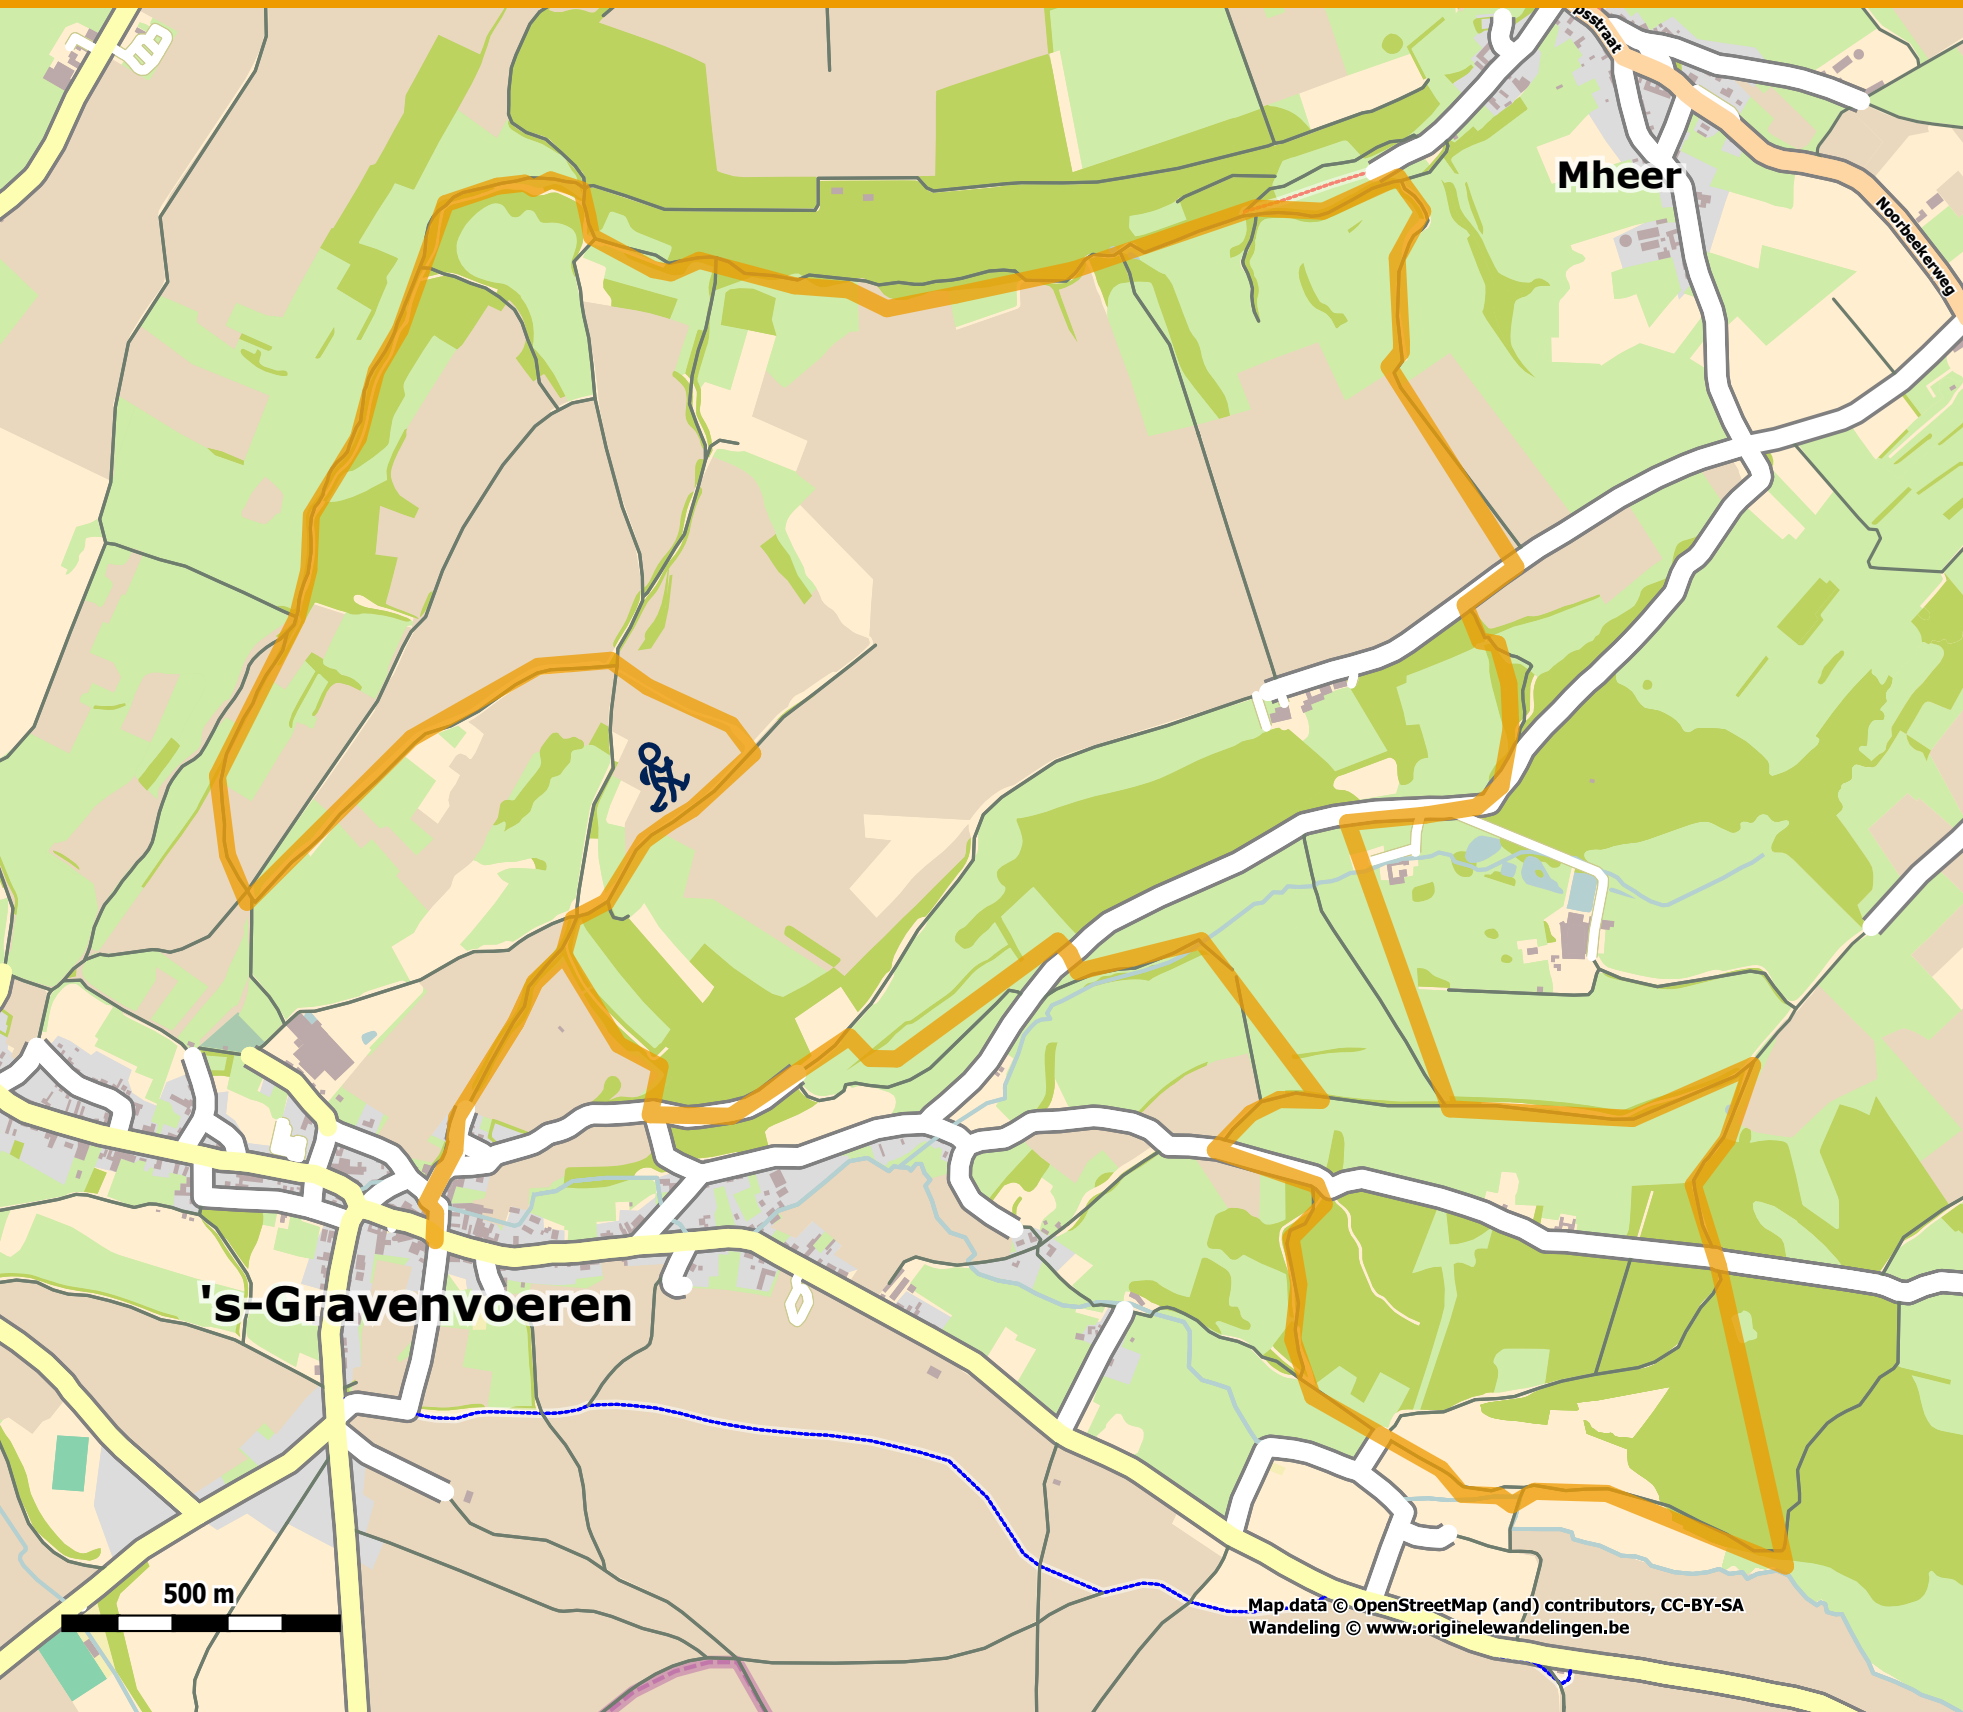 psstraat
Mheer
Noorbeekerweg
's-Gravenvoeren
500 m
Map data © OpenStreetMap (and) contributors, CC-BY-SA
Wandeling © www.originelewandelingen.be